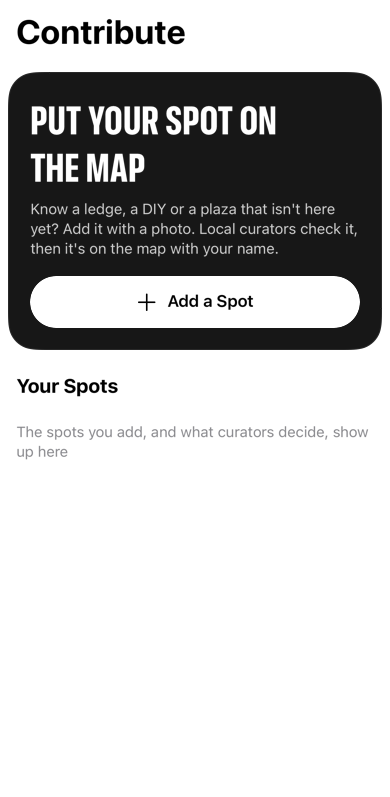 Contribute
PUT YOUR SPOT ON
THE MAP
Know a ledge, a DIY or a plaza that isn't here
yet? Add it with a photo. Local curators check it,
then it's on the map with your name.
Add a Spot
Your Spots
The spots you add, and what curators decide, show
up here